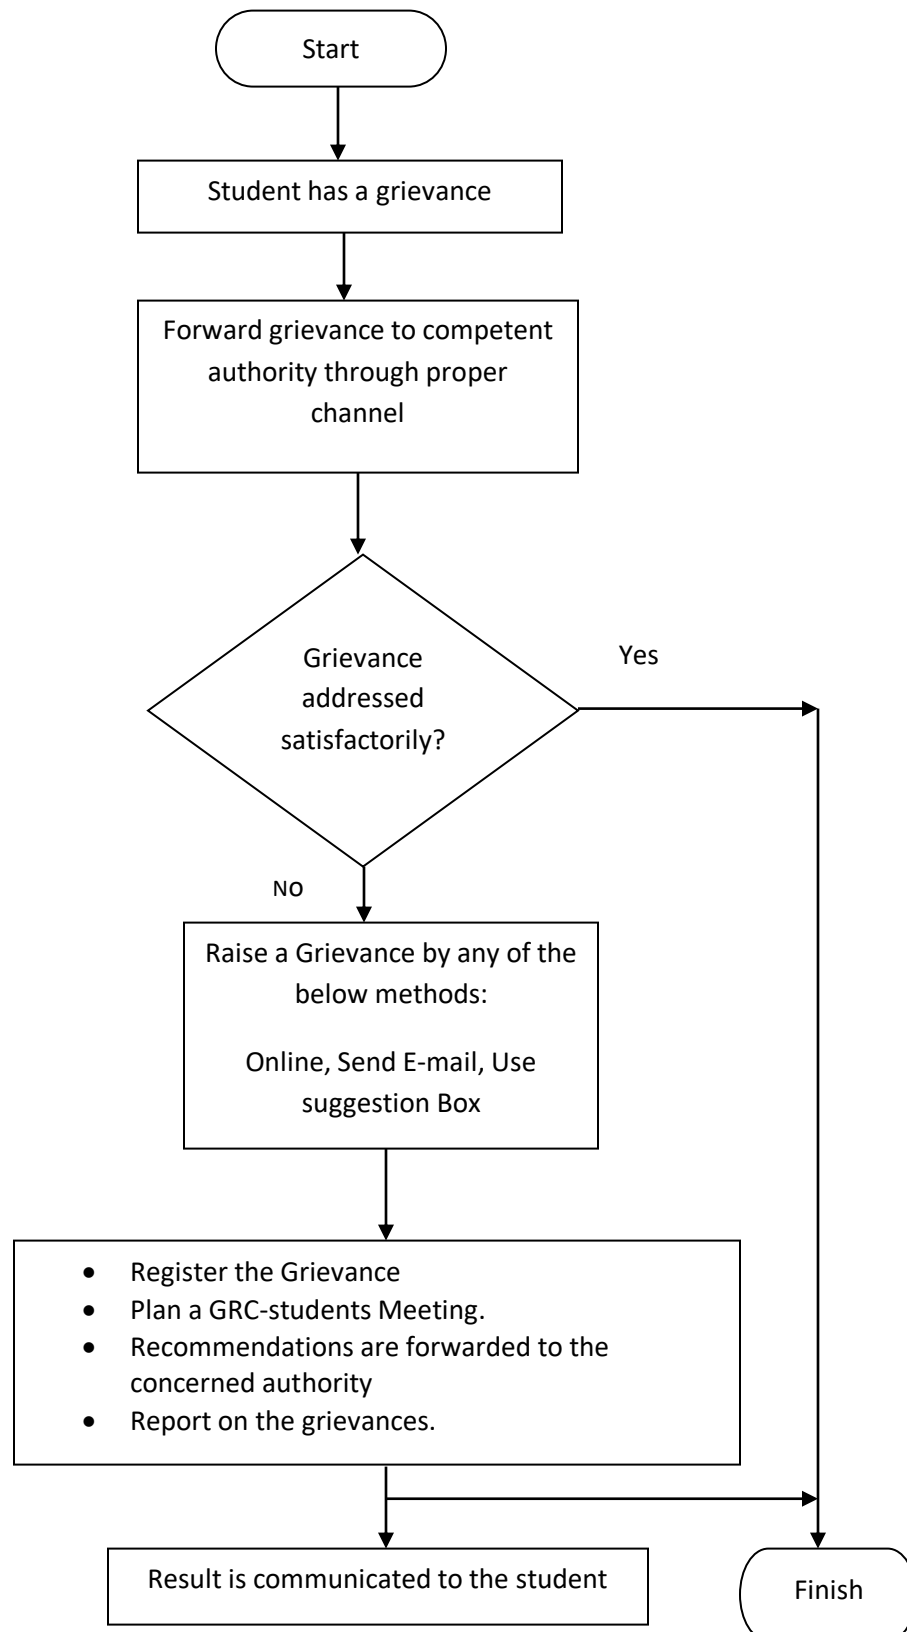 Start
Student has a grievance
Forward grievance to competent
authority through proper
channel
Grievance
addressed
satisfactorily?
Yes
No
Raise a Grievance by any of the
below methods:
Online, Send E-mail, Use
suggestion Box
• Register the Grievance
• Plan a GRC-students Meeting.
• Recommendations are forwarded to the
concerned authority
• Report on the grievances.
Result is communicated to the student
Finish